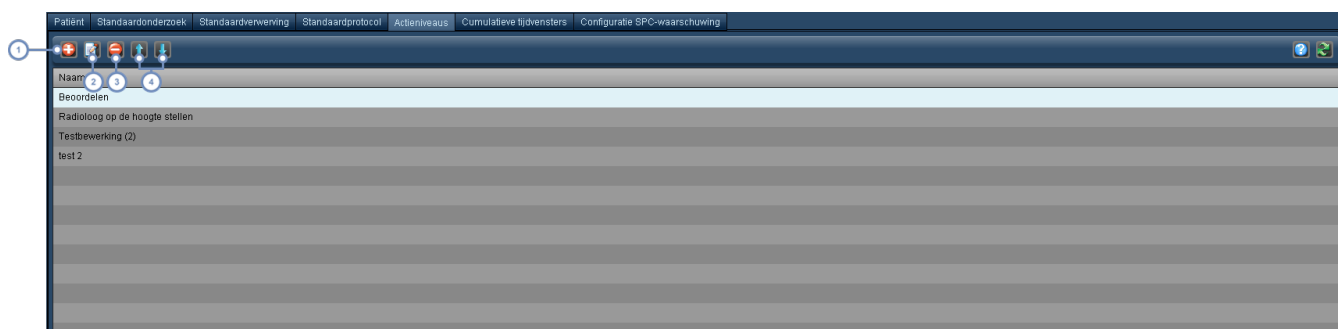 Patiënt Standaardonderzoek Standaardverwerving Standaardprotocol Actieniveaus Cumulatieve tijdvensters Configuratie SPC-waarschuwing
1
?
Naam 2 3 4
Beoordelen
Radioloog op de hoogte stellen
Testbewerking (2)
test 2